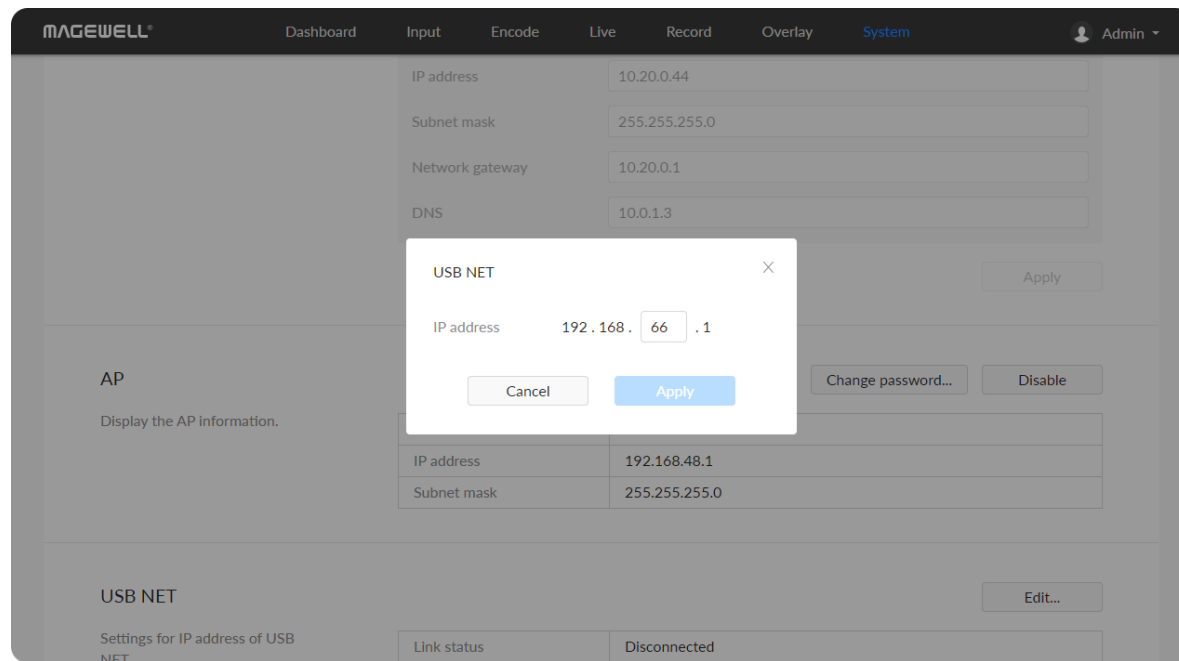 MAGEWELL® Dashboard Input Encode Live Record Overlay System Admin
IP address 10.20.0.44
Subnet mask 255.255.255.0
Network gateway 10.20.0.1
DNS 10.0.1.3
USB NET
Apply
IP address 192 . 168 . 66 . 1
AP
Change password... Disable
Cancel Apply
Display the AP information.
IP address 192.168.48.1
Subnet mask 255.255.255.0
USB NET Edit...
Settings for IP address of USB
NET
Link status Disconnected